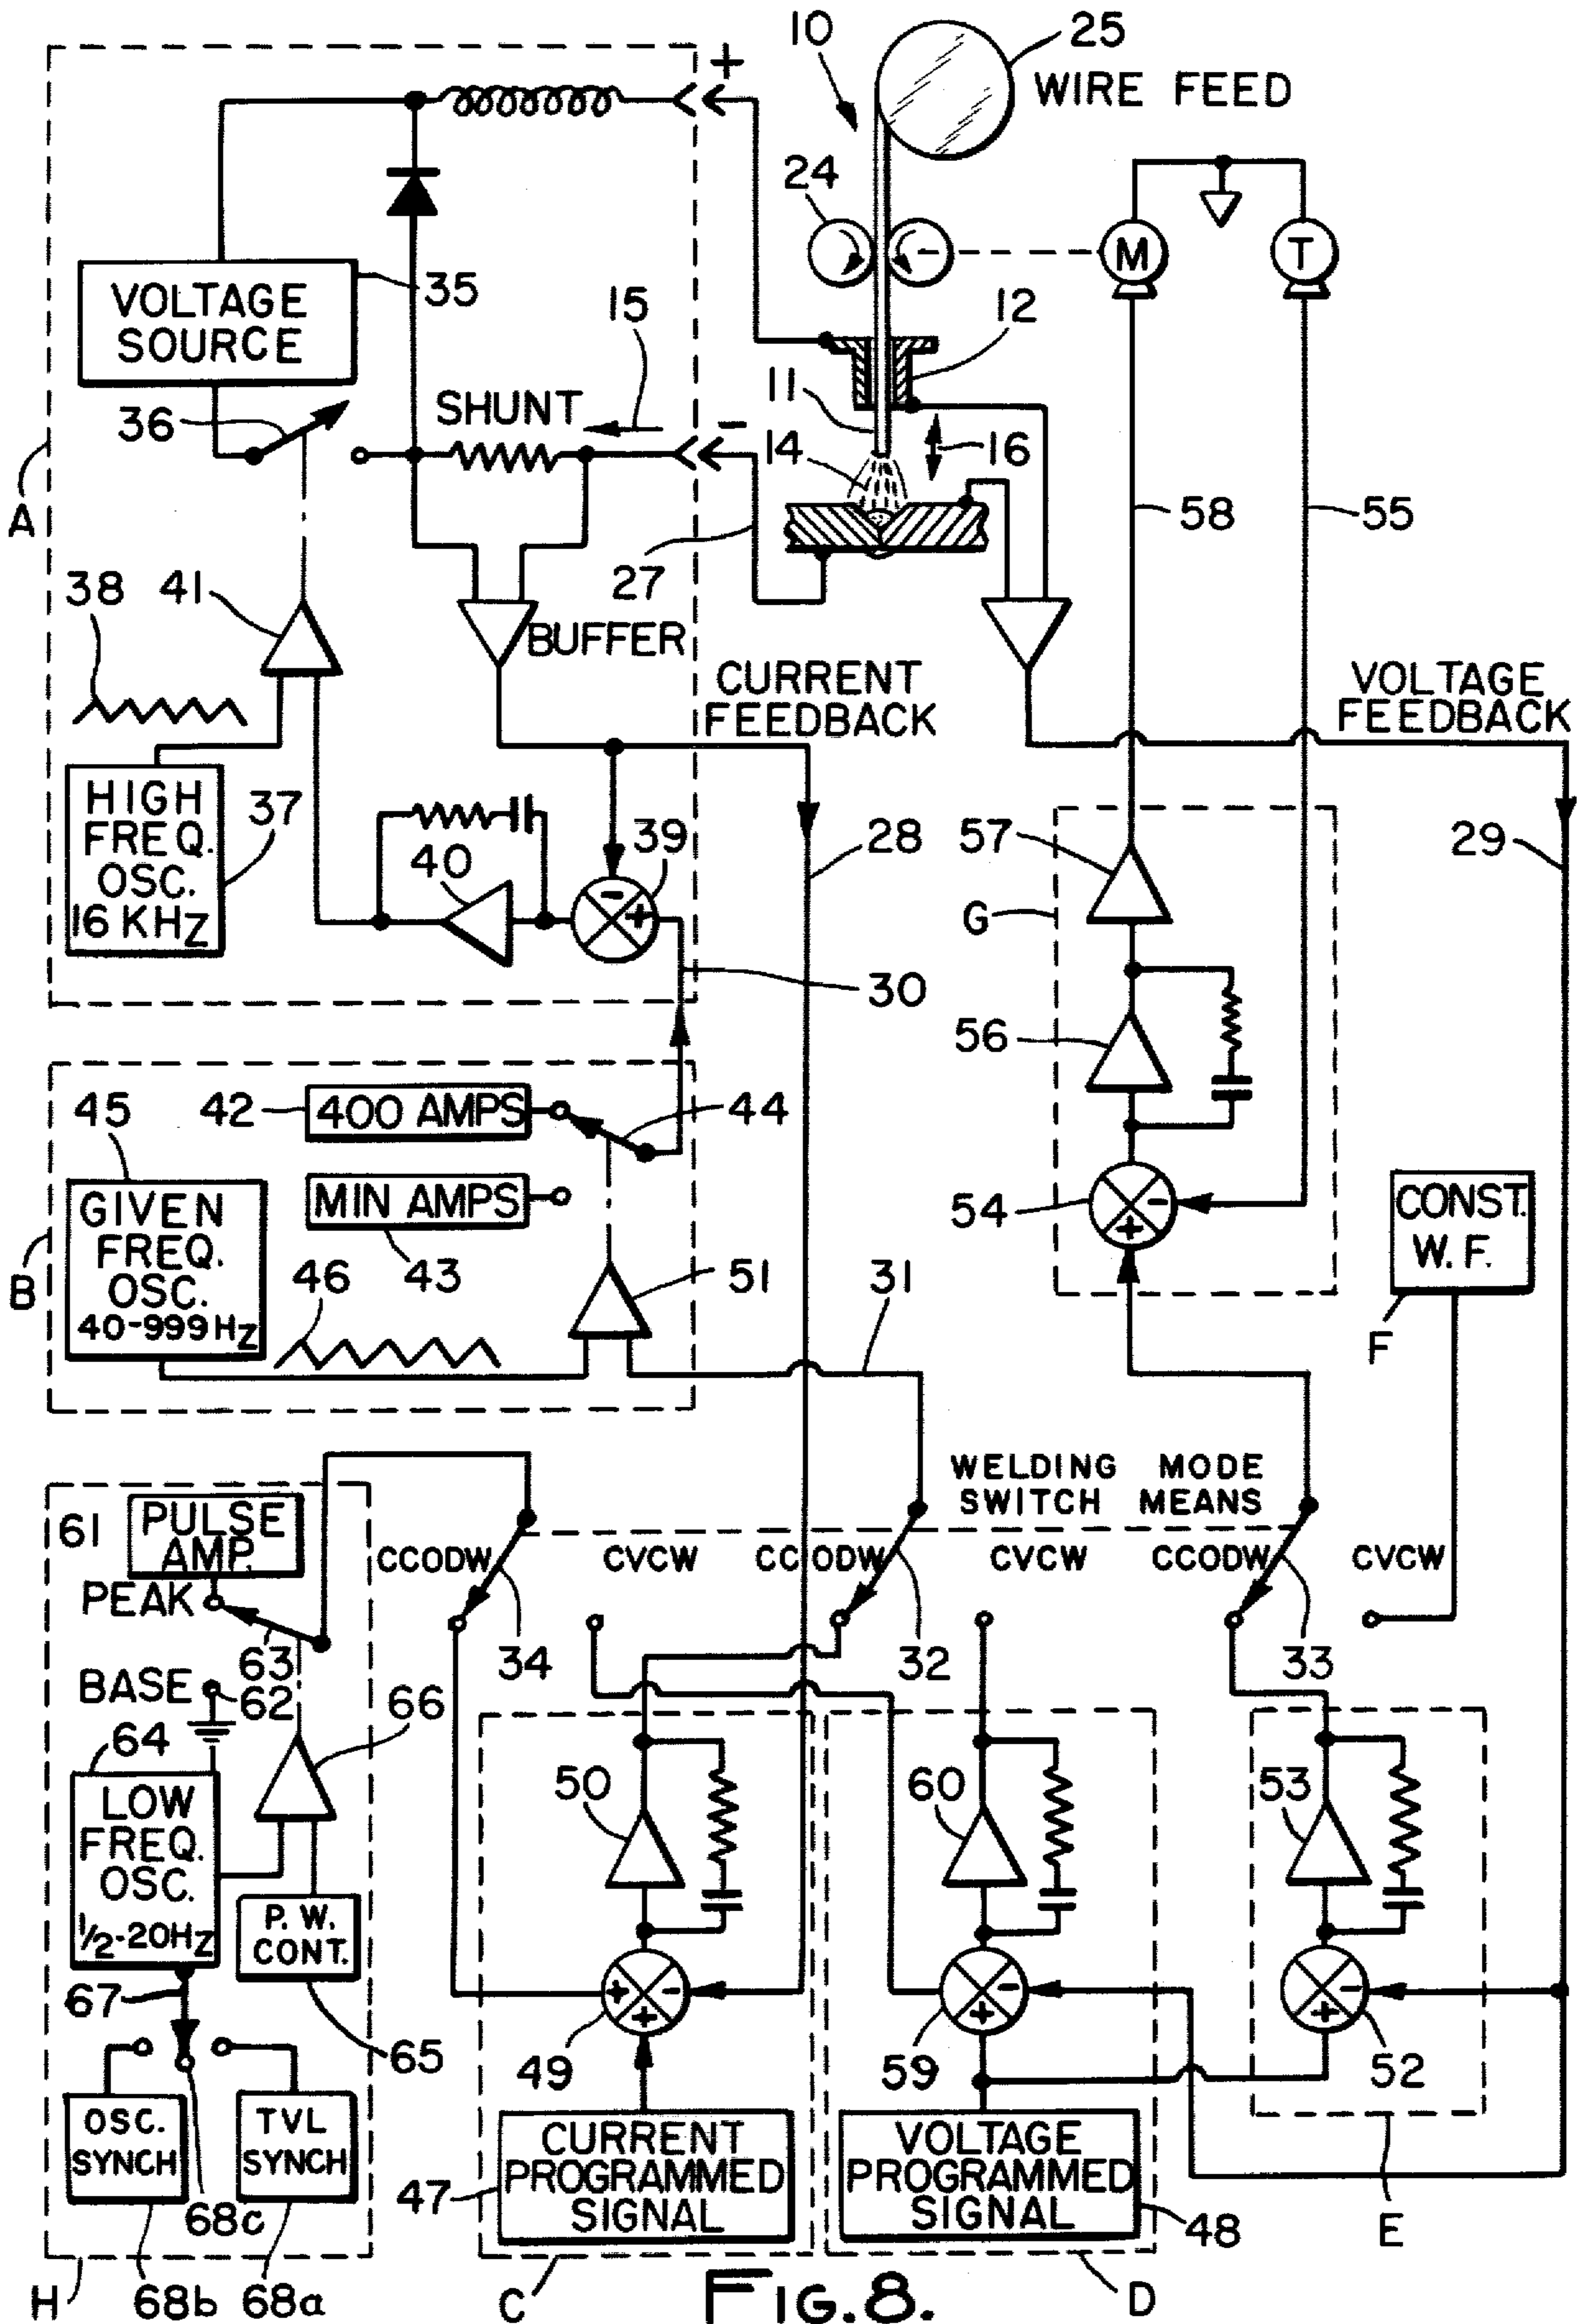 10
25
WIRE FEED
+
24
M
T
VOLTAGE
SOURCE
35
15
12
36
SHUNT
-
11
14
16
A
58
55
38
41
27
BUFFER
CURRENT
FEEDBACK
VOLTAGE
FEEDBACK
HIGH
FREQ.
OSC.
16 KHZ
37
40
39
-
+
28
57
29
G
30
56
45
42
400 AMPS
44
MIN AMPS
43
GIVEN
FREQ.
OSC.
40-999HZ
B
46
51
31
54
-
+
CONST.
W. F.
F
WELDING MODE
SWITCH MEANS
61
PULSE
AMP.
PEAK
CCODW
CVCW
CCODW
CVCW
CCODW
CVCW
63
34
32
33
BASE
62
64
66
LOW
FREQ.
OSC.
1/2-20HZ
P. W.
CONT.
50
60
53
67
65
+
-
+
49
-
+
59
-
+
52
OSC.
SYNCH
TVL
SYNCH
68c
47
CURRENT
PROGRAMMED
SIGNAL
VOLTAGE
PROGRAMMED
SIGNAL
48
E
H
68b
68a
C
FIG.8.
D